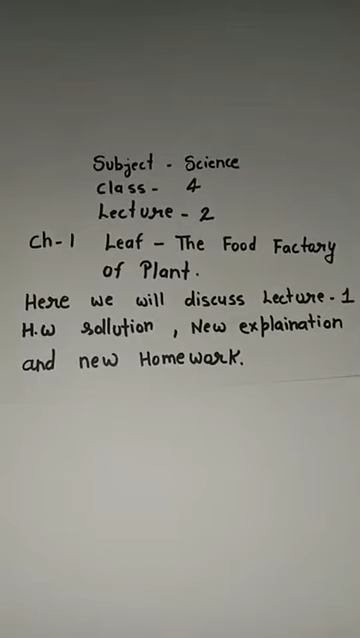 Subject - Science
Class - 4
Lecture - 2
Ch-1 Leaf - The Food Factory
of Plant.
Here we will discuss Lecture-1
H.w sollution, New explaination
and new Homework.